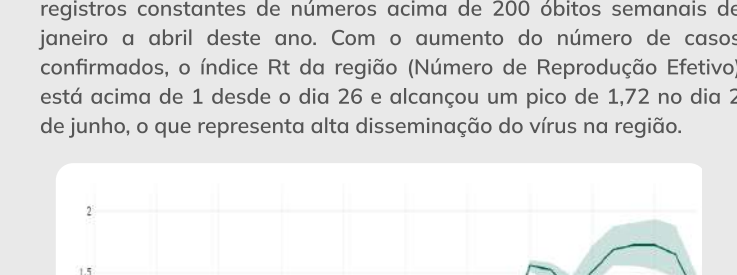 registros constantes de números acima de 200 óbitos semanais de
janeiro a abril deste ano. Com o aumento do número de casos
confirmados, o índice Rt da região (Número de Reprodução Efetivo)
está acima de 1 desde o dia 26 e alcançou um pico de 1,72 no dia 2
de junho, o que representa alta disseminação do vírus na região.
2
1.5